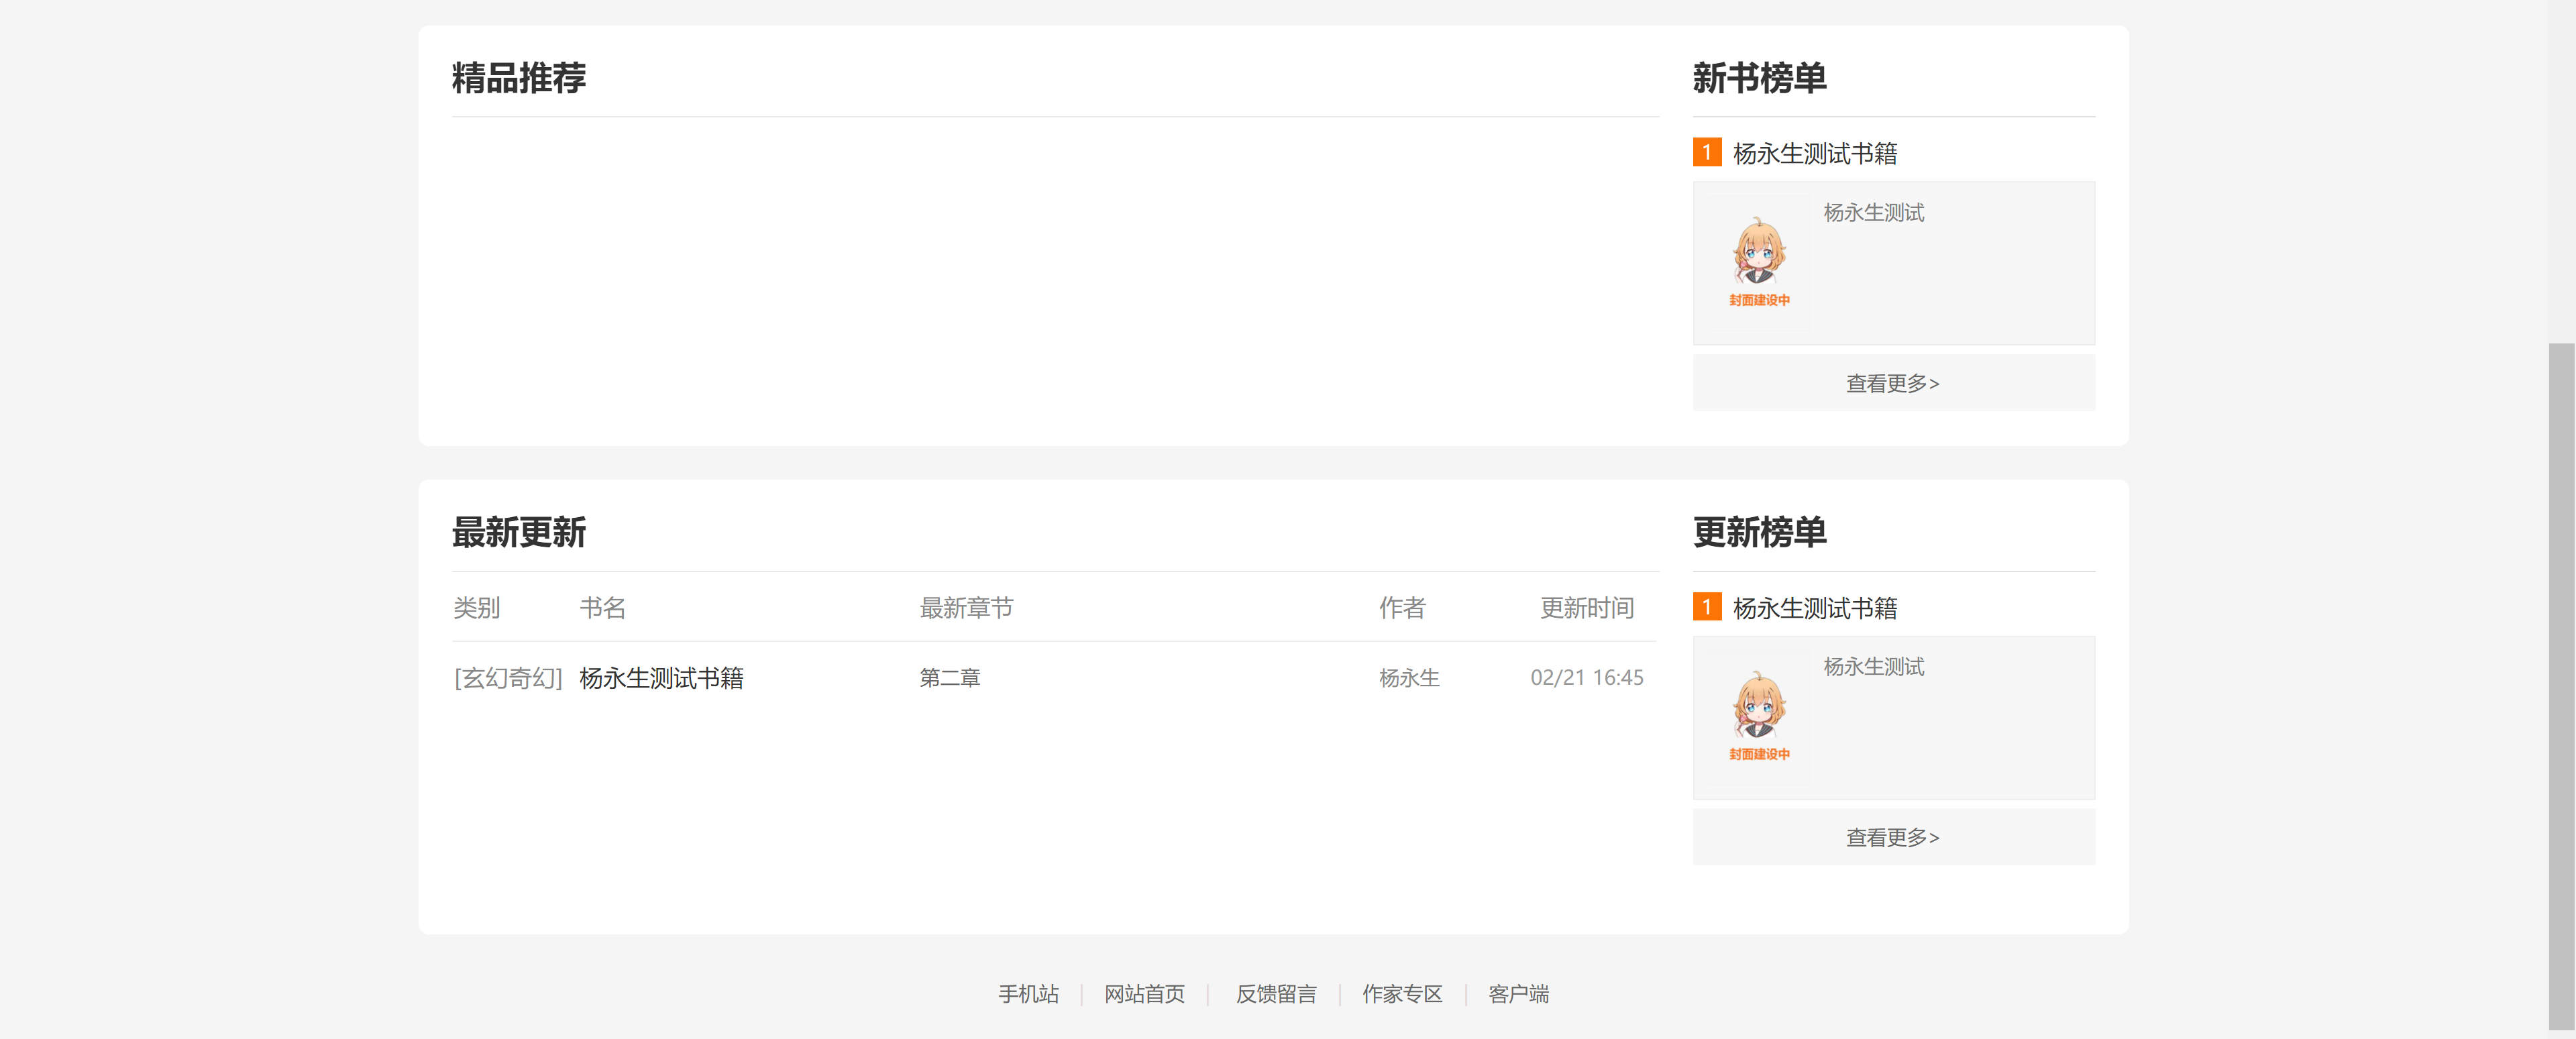 精品推荐
新书榜单
1 杨永生测试书籍
杨永生测试
封面建设中
查看更多>
最新更新
类别 书名 最新章节 作者 更新时间
[玄幻奇幻] 杨永生测试书籍 第二章 杨永生 02/21 16:45
更新榜单
1 杨永生测试书籍
杨永生测试
封面建设中
查看更多>
手机站 | 网站首页 | 反馈留言 | 作家专区 | 客户端